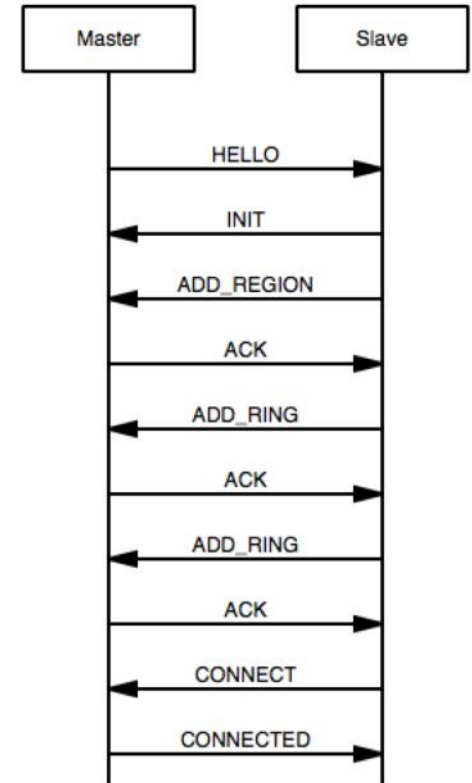 Master
Slave
HELLO
INIT
ADD_REGION
ACK
ADD_RING
ACK
ADD_RING
ACK
CONNECT
CONNECTED